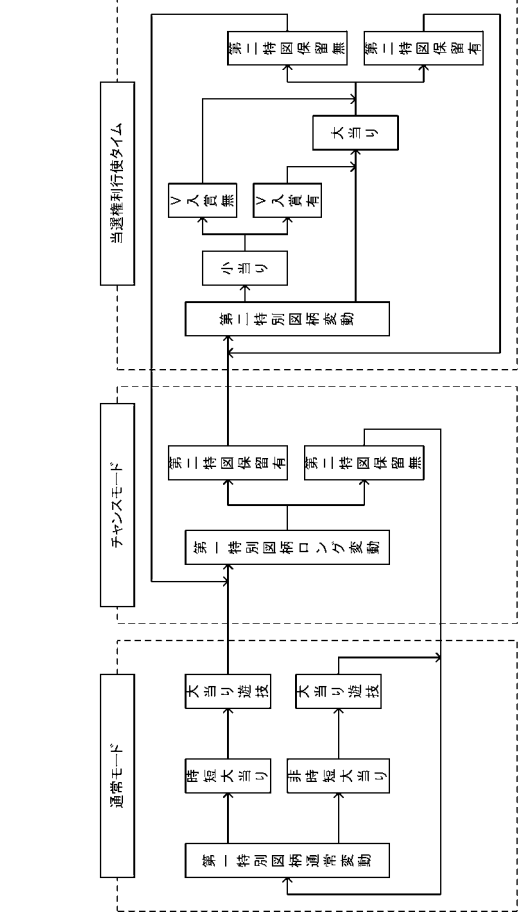 通常モード
第一特別図柄通常変動
時短大当り
非時短大当り
大当り遊技
大当り遊技
チャンスモード
第一特別図柄ロング変動
第二特図保留有
第二特図保留無
当選権利行使タイム
第二特別図柄変動
小当り
V入賞無
V入賞有
大当り
第二特図保留無
第二特図保留有